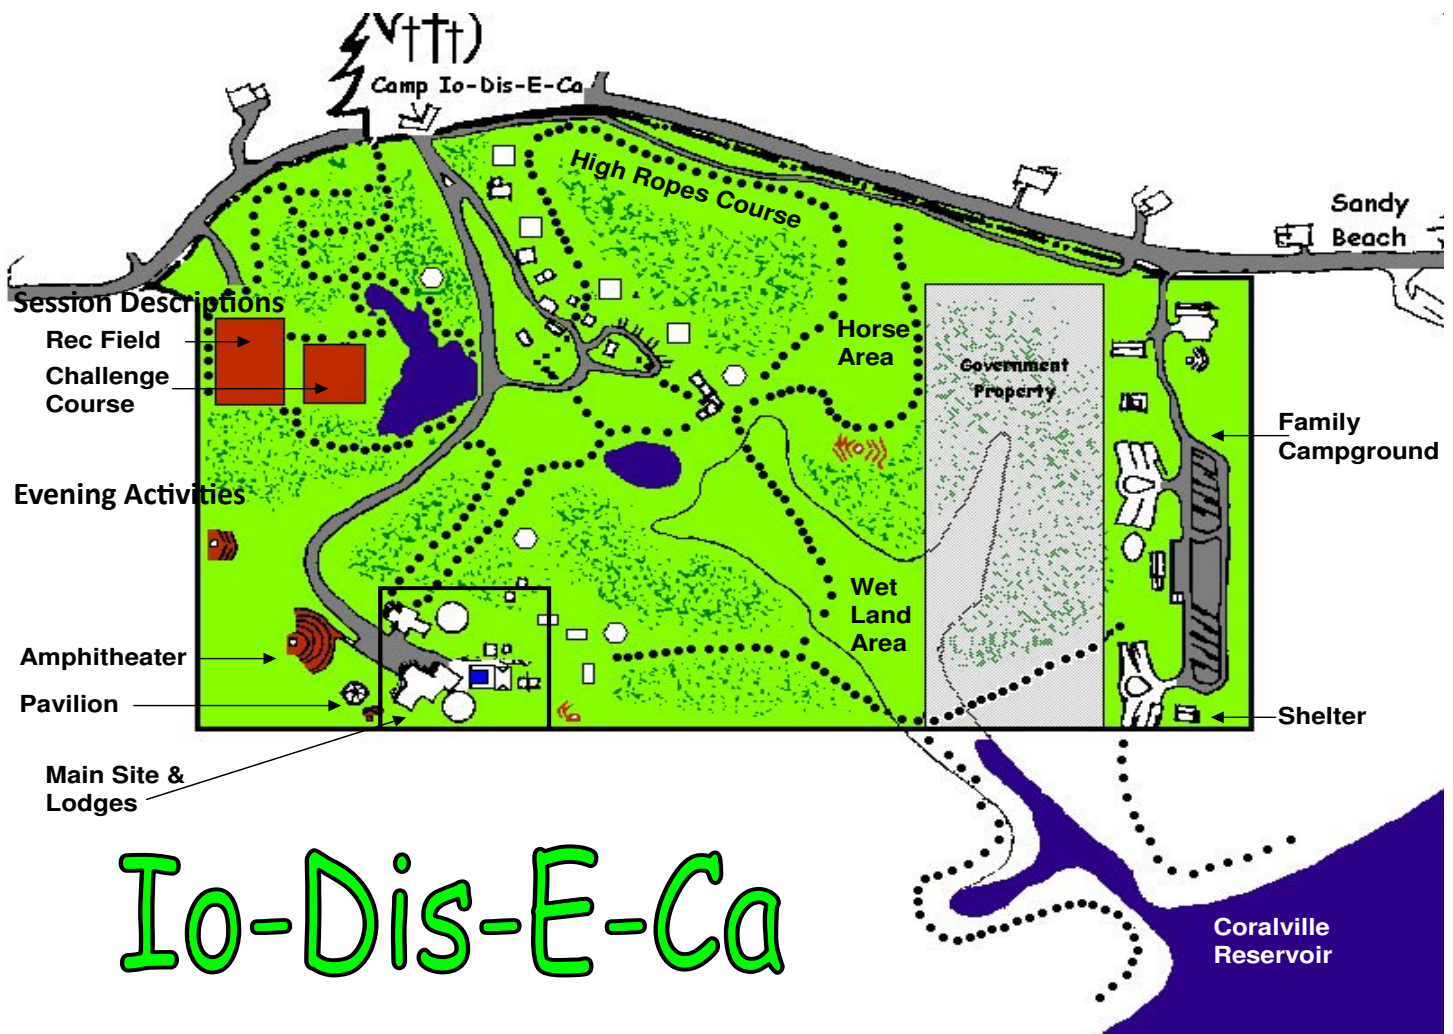 Camp Io-Dis-E-Ca
High Ropes Course
Sandy
Beach
Session Descriptions
Rec Field
Challenge
Course
Horse
Area
Government
Property
Family
Campground
Evening Activities
Wet
Land
Area
Amphitheater
Pavilion
Shelter
Main Site &
Lodges
Io-Dis-E-Ca
Coralville
Reservoir